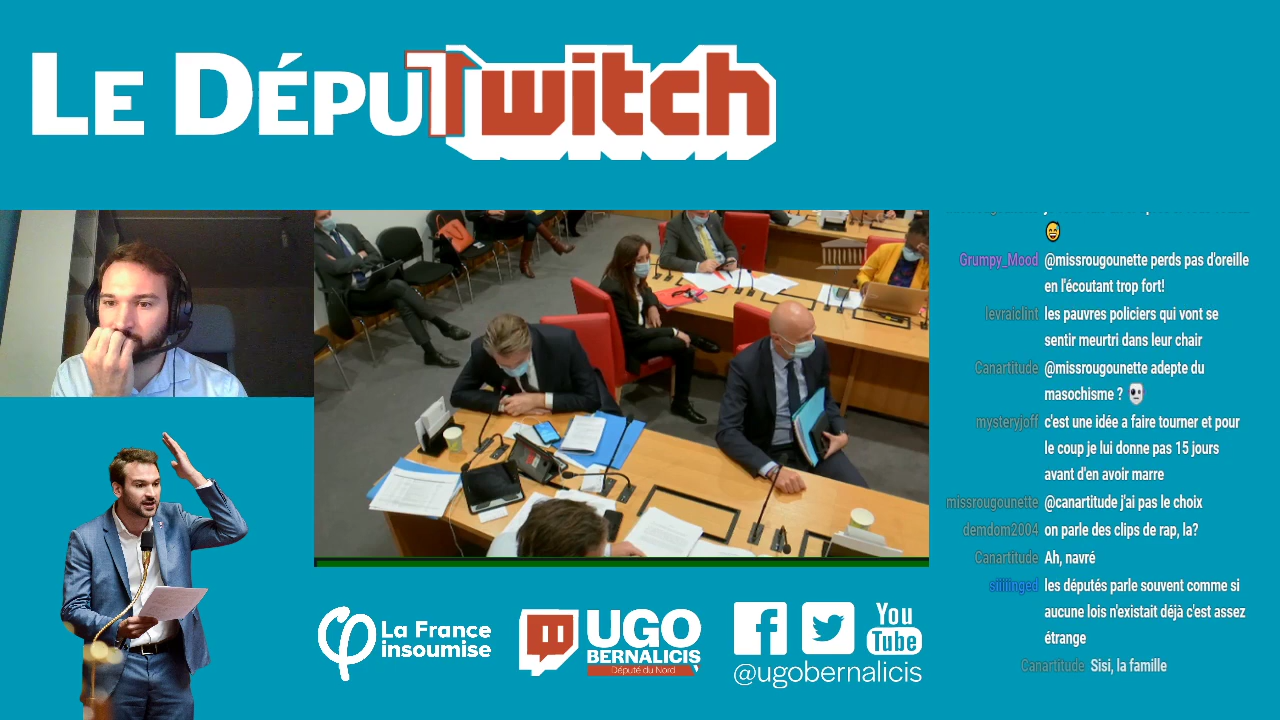 LE DÉPUTwitch
Grumpy_Mood @missrougounette perds pas d'oreille
en l'écoutant trop fort!
levraiclint les pauvres policiers qui vont se
sentir meurtri dans leur chair
Canartitude @missrougounette adepte du
masochisme ?
mysteryjoff c'est une idée a faire tourner et pour
le coup je lui donne pas 15 jours
avant d'en avoir marre
missrougounette @canartitude j'ai pas le choix
demdom2004 on parle des clips de rap, la?
Canartitude Ah, navré
siiiiinged les députés parle souvent comme si
aucune lois n'existait déjà c'est assez
étrange
Canartitude Sisi, la famille
La France
insoumise
UGO
BERNALICIS
Député du Nord
You
Tube
@ugobernalicis